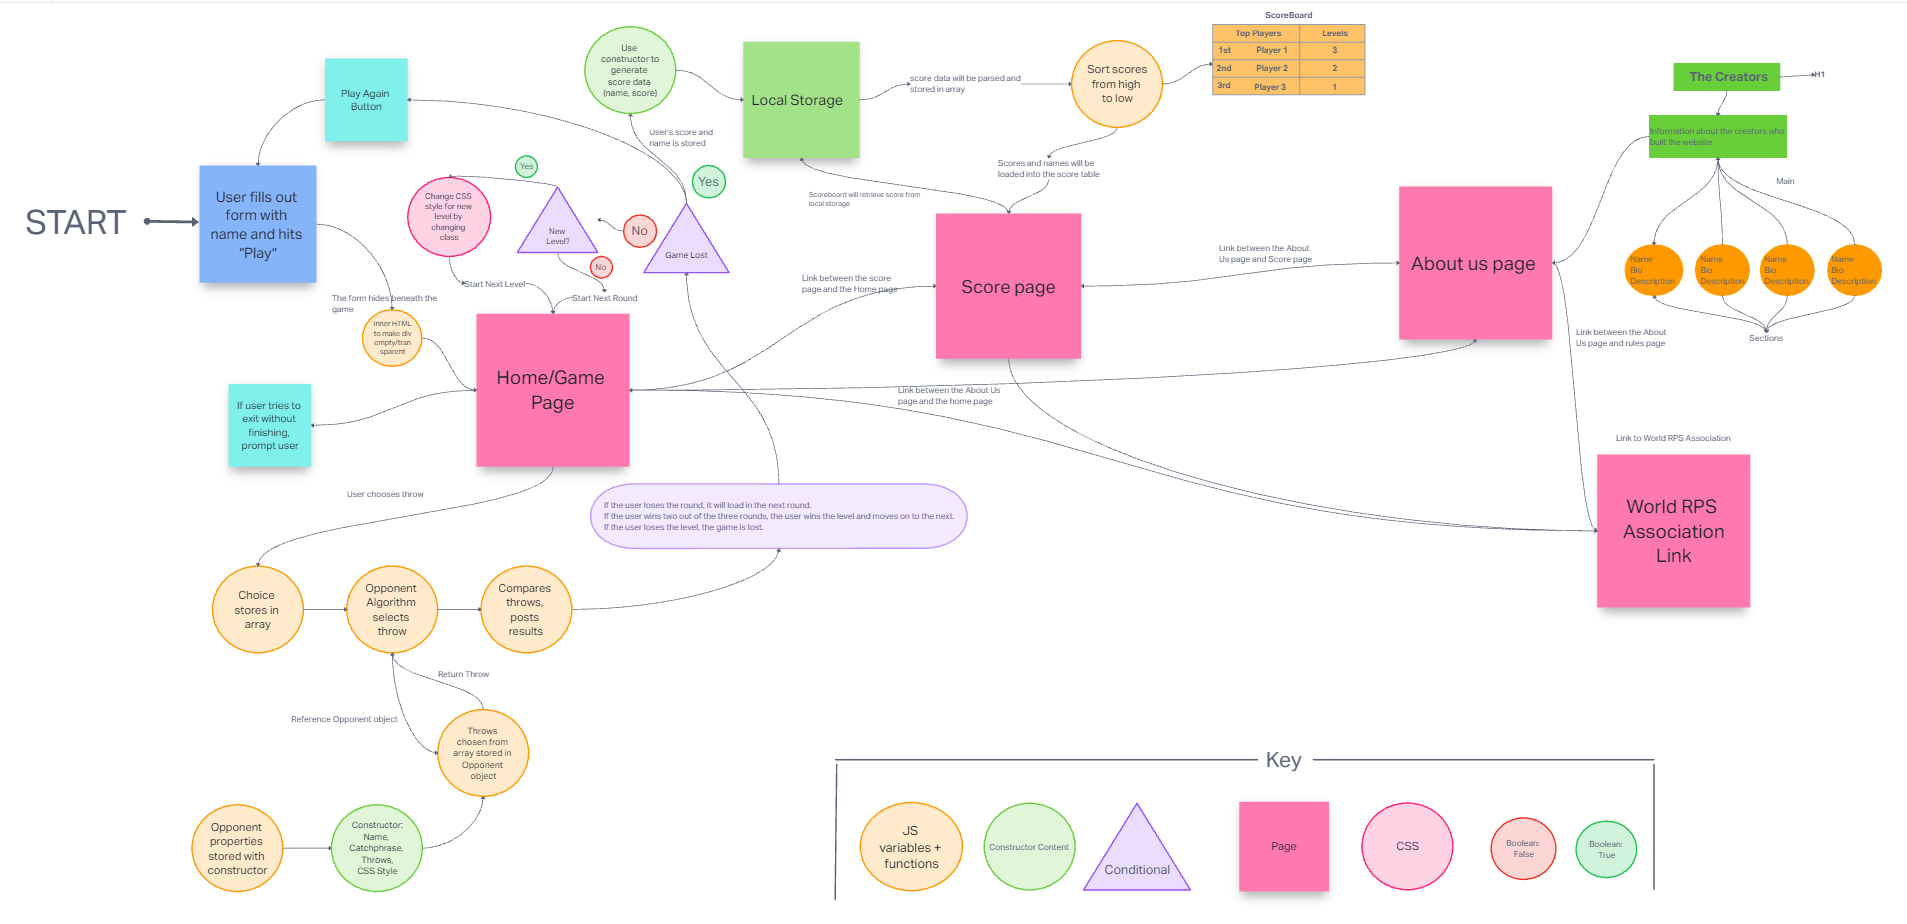 ScoreBoard
Top Players Levels
1st Player 1 3
2nd Player 2 2
3rd Player 3 1
Use
constructor to
generate
score data
(name, score)
Local Storage
score data will be parsed and
stored in array
Sort scores
from high
to low
The Creators
H1
Information about the creators who
built the website
Main
Name
Bio
Description
Name
Bio
Description
Name
Bio
Description
Name
Bio
Description
Sections
Play Again
Button
User's score and
name is stored
Yes
Yes
START
User fills out
form with
name and hits
"Play"
Change CSS
style for new
level by
changing
class
New
Level?
No
No
Game Lost
Start Next Level
Start Next Round
Scores and names will be
loaded into the score table
Scoreboard will retrieve score from
local storage
The form hides beneath the
game
Inner HTML
to make div
empty/tran
sparent
Link between the score
page and the Home page
Score page
Link between the About
Us page and Score page
About us page
Link between the About
Us page and rules page
Home/Game
Page
If user tries to
exit without
finishing,
prompt user
Link between the About Us
page and the home page
Link to World RPS Association
World RPS
Association
Link
User chooses throw
If the user loses the round, it will load in the next round.
If the user wins two out of the three rounds, the user wins the level and moves on to the next.
If the user loses the level, the game is lost.
Choice
stores in
array
Opponent
Algorithm
selects
throw
Compares
throws,
posts
results
Return Throw
Reference Opponent object
Throws
chosen from
array stored in
Opponent
object
Opponent
properties
stored with
constructor
Constructor:
Name,
Catchphrase,
Throws,
CSS Style
Key
JS
variables +
functions
Constructor Content
Conditional
Page
CSS
Boolean:
False
Boolean:
True